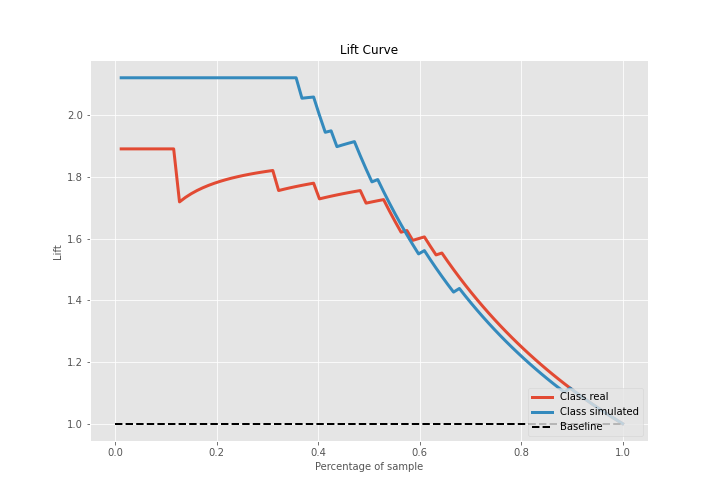 Lift Curve
Lift
2.0
1.8
1.6
1.4
1.2
1.0
0.0 0.2 0.4 0.6 0.8 1.0
Percentage of sample
Class real
Class simulated
Baseline